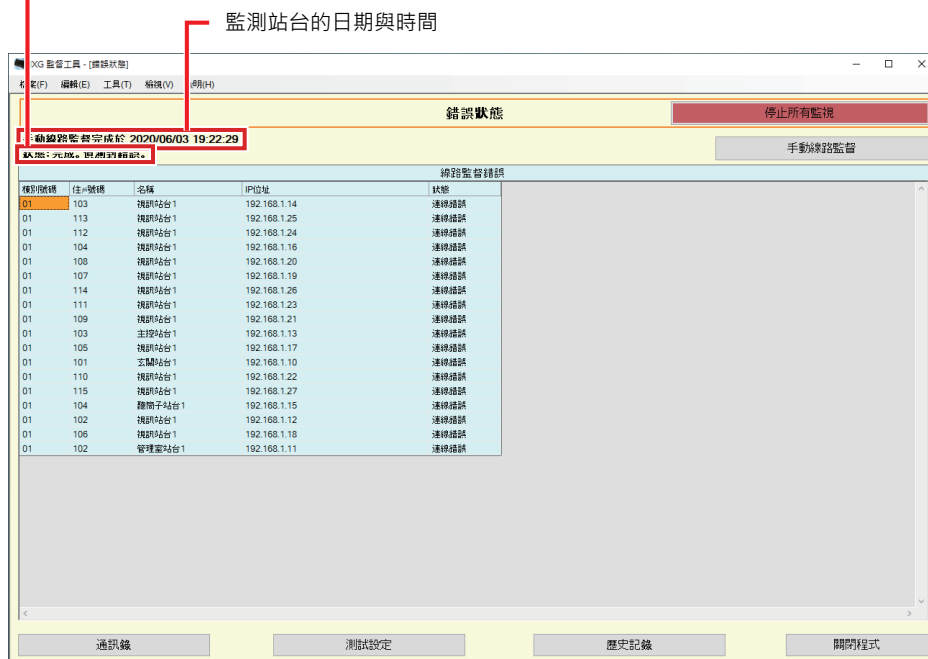 監測站台的日期與時間
IXG 監督工具 - [錯誤狀態]
檔案(F) 編輯(E) 工具(T) 檢視(V) 說明(H)
錯誤狀態
停止所有監視
手動線路監督完成於 2020/06/03 19:22:29
手動線路監督
狀態: 完成。偵測到錯誤。
線路監督錯誤
棟別號碼 住戶號碼 名稱 IP位址 狀態
01 103 視訊站台1 192.168.1.14 連線錯誤
01 113 視訊站台1 192.168.1.25 連線錯誤
01 112 視訊站台1 192.168.1.24 連線錯誤
01 104 視訊站台1 192.168.1.16 連線錯誤
01 108 視訊站台1 192.168.1.20 連線錯誤
01 107 視訊站台1 192.168.1.19 連線錯誤
01 114 視訊站台1 192.168.1.26 連線錯誤
01 111 視訊站台1 192.168.1.23 連線錯誤
01 109 視訊站台1 192.168.1.21 連線錯誤
01 103 主控站台1 192.168.1.13 連線錯誤
01 105 視訊站台1 192.168.1.17 連線錯誤
01 101 玄關站台1 192.168.1.10 連線錯誤
01 110 視訊站台1 192.168.1.22 連線錯誤
01 115 視訊站台1 192.168.1.27 連線錯誤
01 104 聽筒子站台1 192.168.1.15 連線錯誤
01 102 視訊站台1 192.168.1.12 連線錯誤
01 106 視訊站台1 192.168.1.18 連線錯誤
01 102 管理室站台1 192.168.1.11 連線錯誤
通訊錄 測試設定 歷史記錄 關閉程式